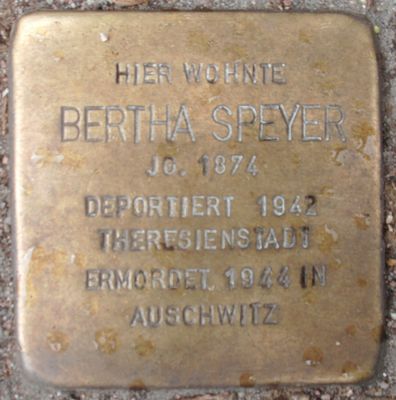 HIER WOHNTE
BERTHA SPEYER
JG. 1874
DEPORTIERT 1942
THERESIENSTADT
ERMORDET 1944 IN
AUSCHWITZ